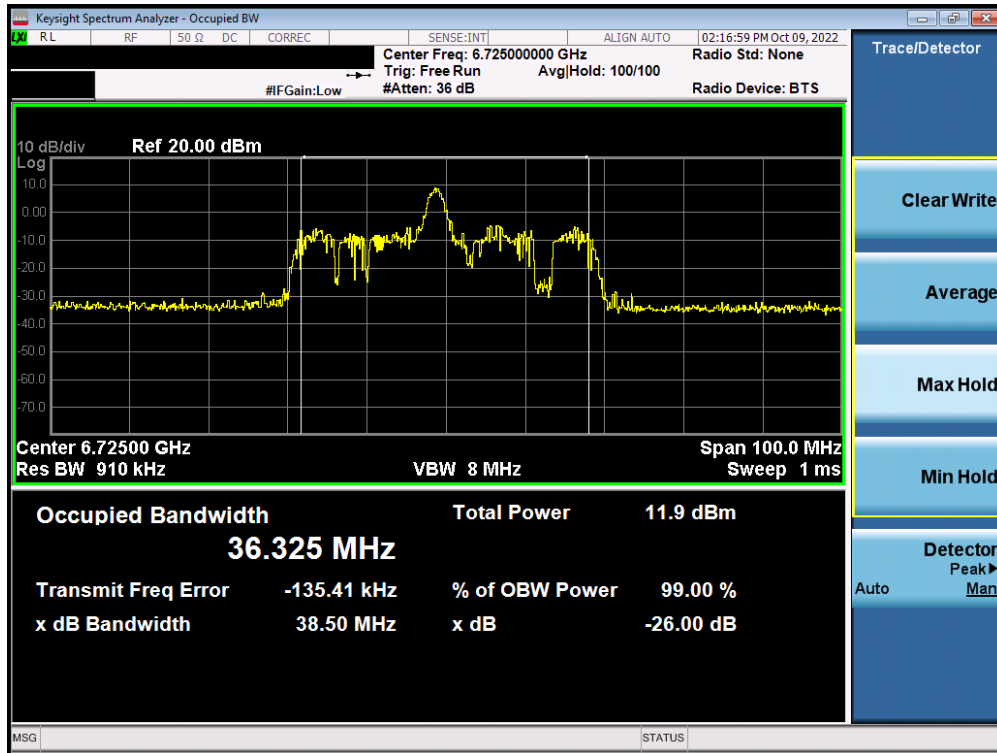 Keysight Spectrum Analyzer - Occupied BW
LXI RL RF 50 Ω DC CORREC SENSE:INT ALIGN AUTO 02:16:59 PM Oct 09, 2022
Center Freq: 6.725000000 GHz Radio Std: None
Trig: Free Run Avg|Hold: 100/100
#IFGain:Low #Atten: 36 dB Radio Device: BTS
10 dB/div Ref 20.00 dBm
Log
10.0
0.00
-10.0
-20.0
-30.0
-40.0
-50.0
-60.0
-70.0
Center 6.72500 GHz Span 100.0 MHz
Res BW 910 kHz VBW 8 MHz Sweep 1 ms
Occupied Bandwidth Total Power 11.9 dBm
36.325 MHz
Transmit Freq Error -135.41 kHz % of OBW Power 99.00 %
x dB Bandwidth 38.50 MHz x dB -26.00 dB
MSG STATUS
Trace/Detector
Clear Write
Average
Max Hold
Min Hold
Detector
Peak▶
Auto Man